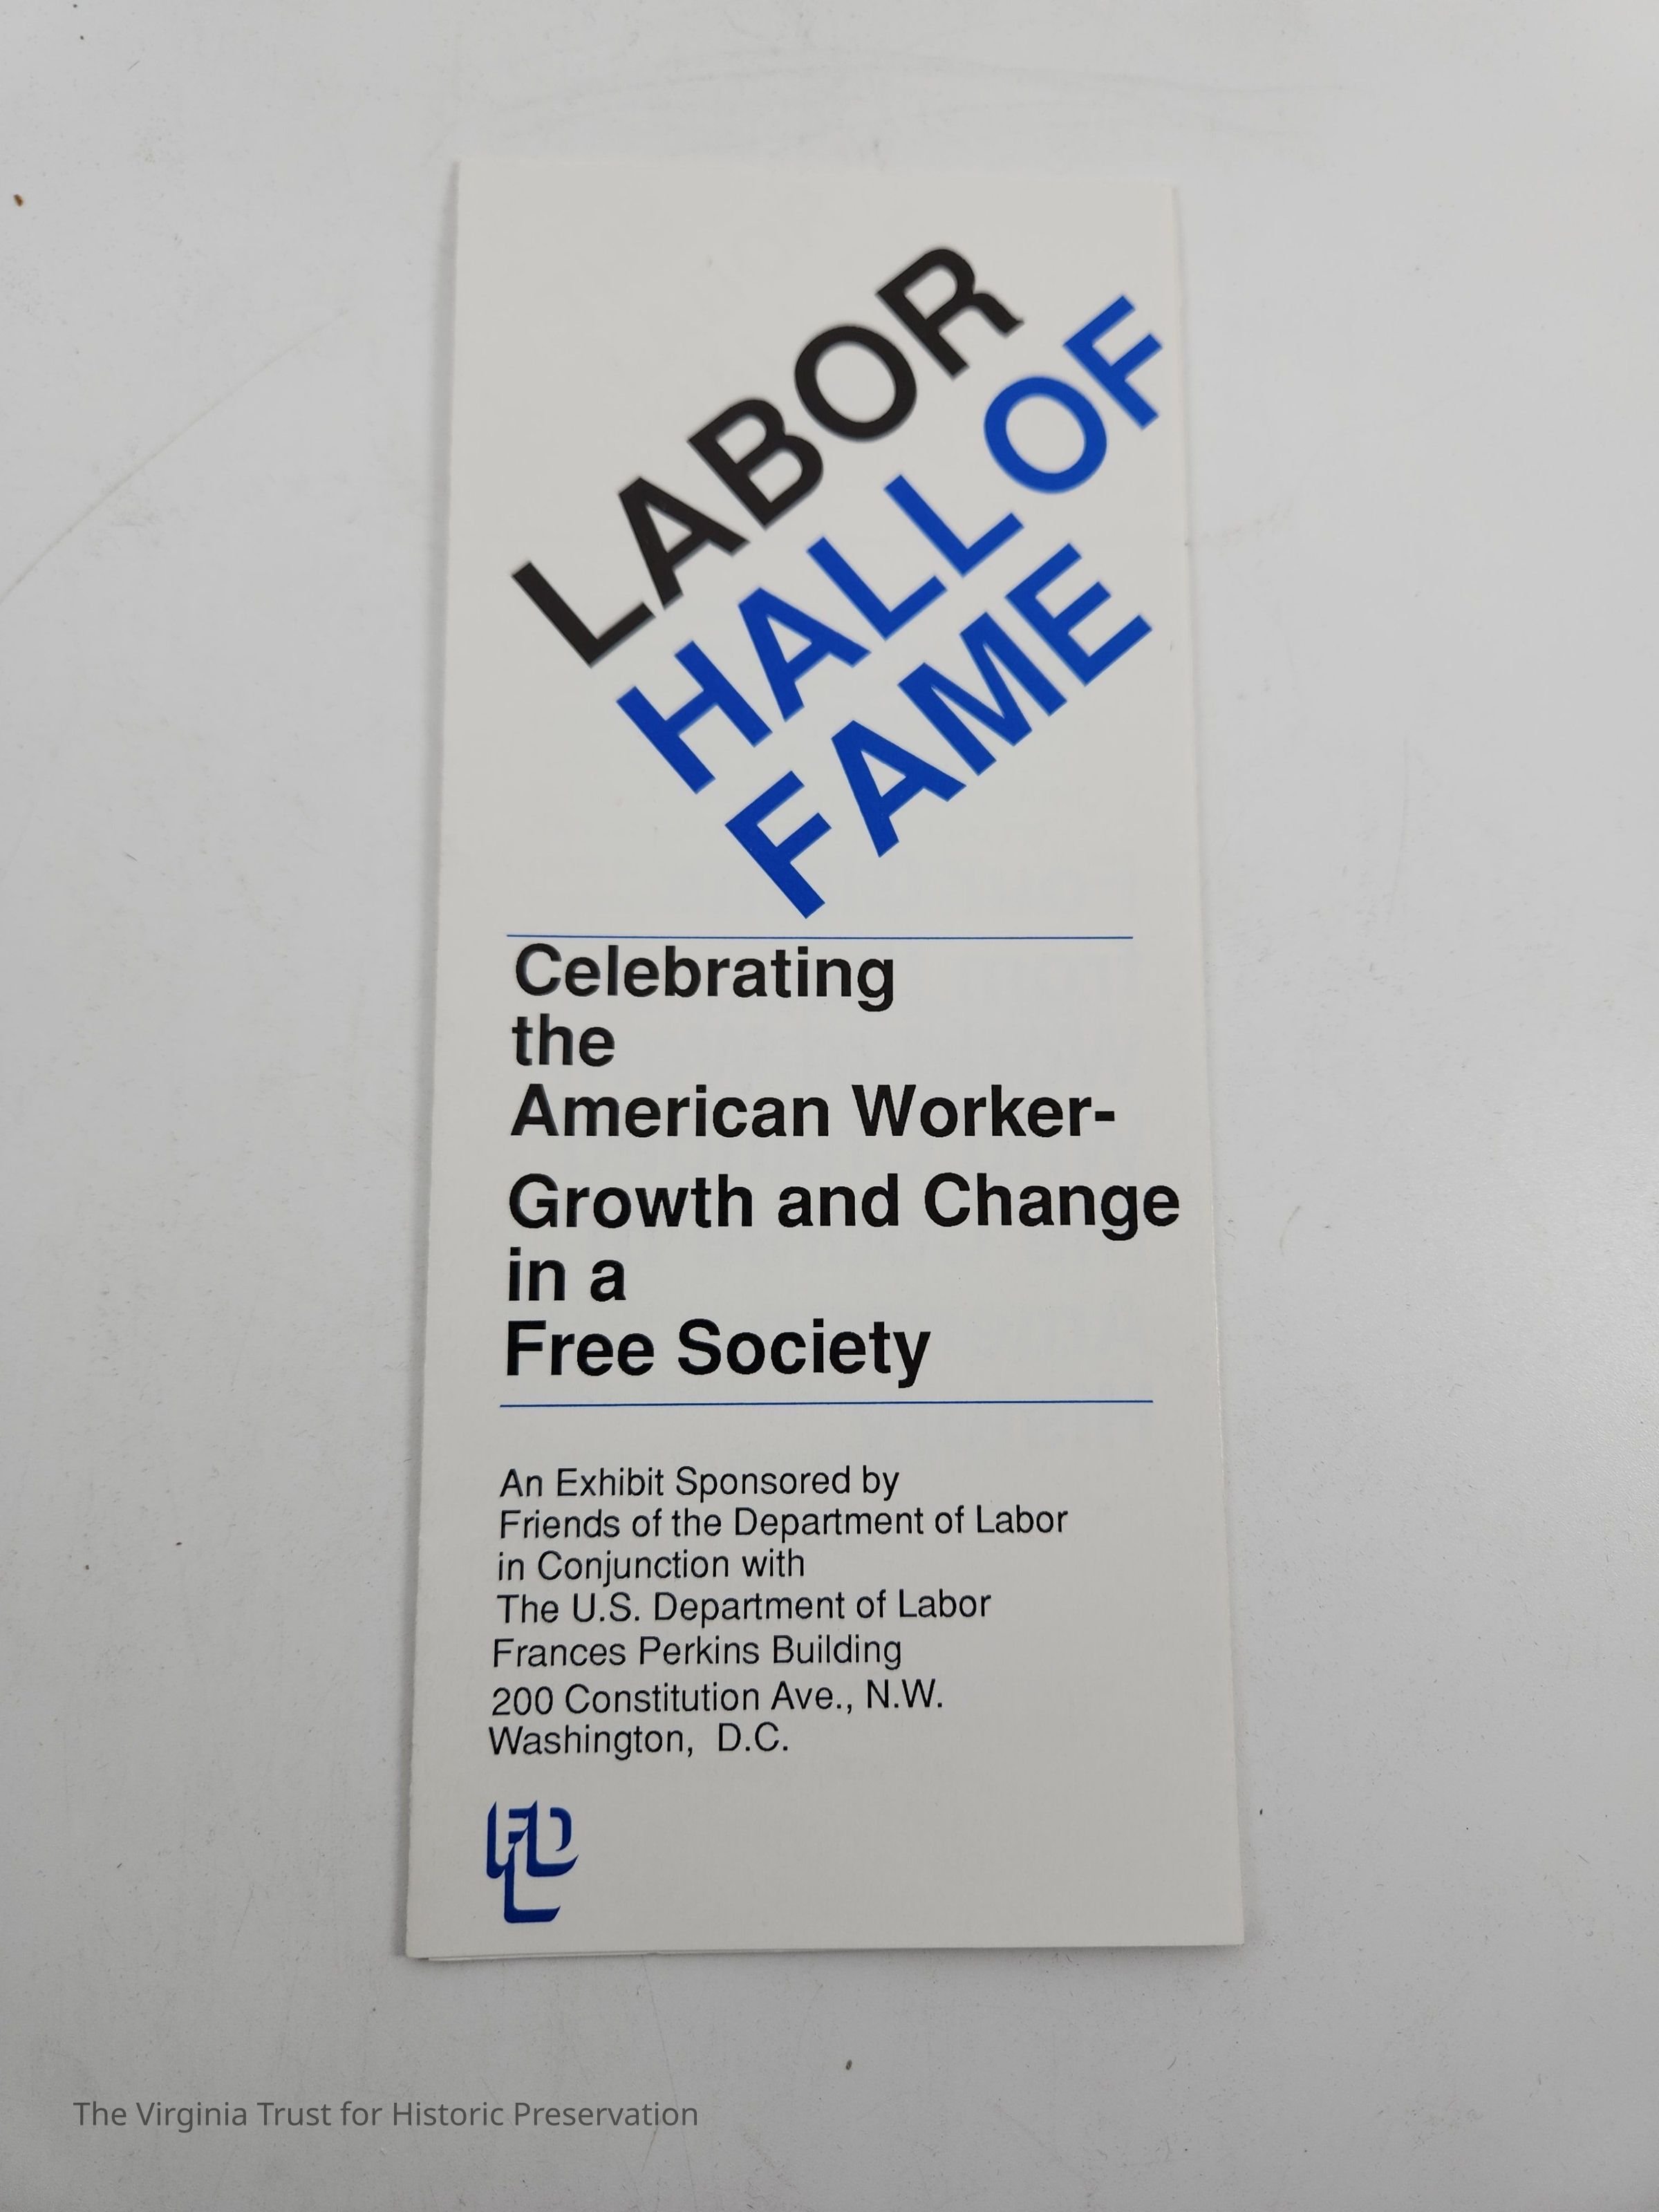 LABOR
HALL OF
FAME
Celebrating
the
American Worker-
Growth and Change
in a
Free Society
An Exhibit Sponsored by
Friends of the Department of Labor
in Conjunction with
The U.S. Department of Labor
Frances Perkins Building
200 Constitution Ave., N.W.
Washington, D.C.
FDL
The Virginia Trust for Historic Preservation